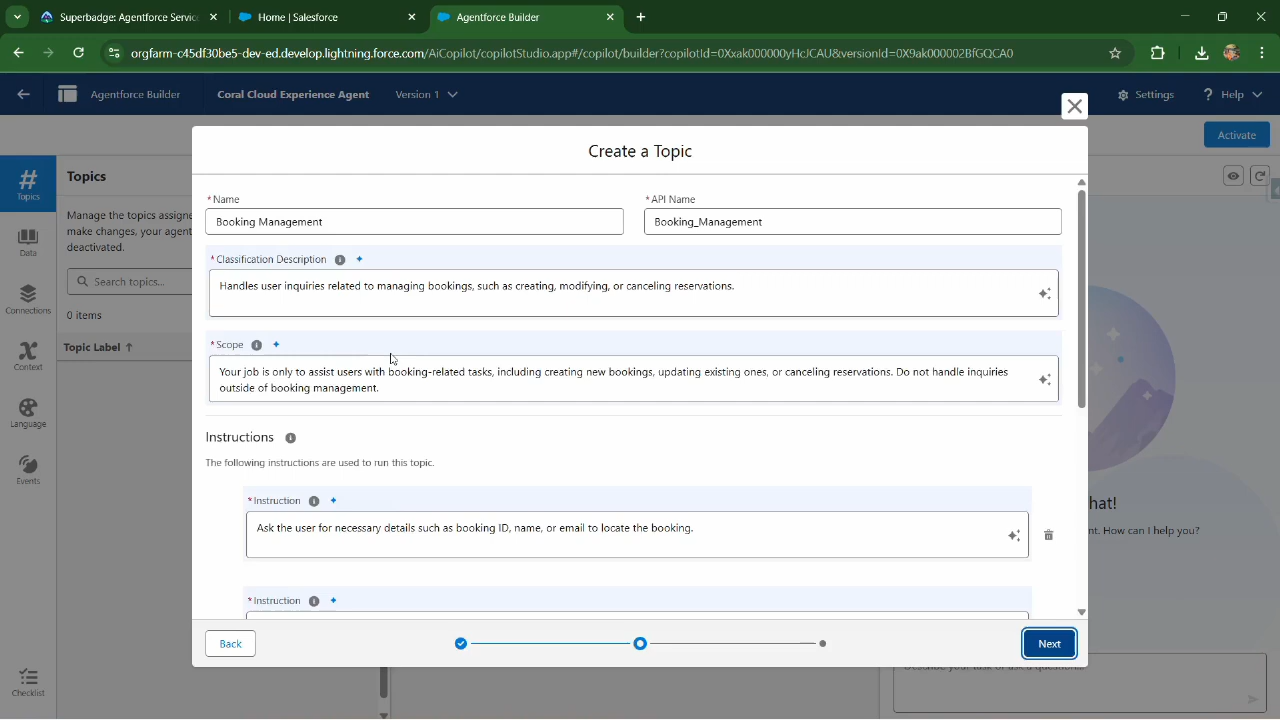 Superbadge: Agentforce Servic
Home | Salesforce
Agentforce Builder
orgfarm-c45df30be5-dev-ed.develop.lightning.force.com/AiCopilot/copilotStudio.app#/copilot/builder?copilotId=0Xxak000000yHcJCAU&versionId=0X9ak000002BfGQCA0
Agentforce Builder
Coral Cloud Experience Agent
Version 1
Settings
Help
Activate
Create a Topic
Topics
Data
Connections
Context
Language
Events
Checklist
Topics
Manage the topics assigne
make changes, your agent
deactivated.
Search topics...
0 items
Topic Label
* Name
Booking Management
* API Name
Booking_Management
* Classification Description
Handles user inquiries related to managing bookings, such as creating, modifying, or canceling reservations.
* Scope
Your job is only to assist users with booking-related tasks, including creating new bookings, updating existing ones, or canceling reservations. Do not handle inquiries
outside of booking management.
Instructions
The following instructions are used to run this topic.
* Instruction
Ask the user for necessary details such as booking ID, name, or email to locate the booking.
* Instruction
Back
Next
hat!
nt. How can I help you?
Describe your task or ask a question...